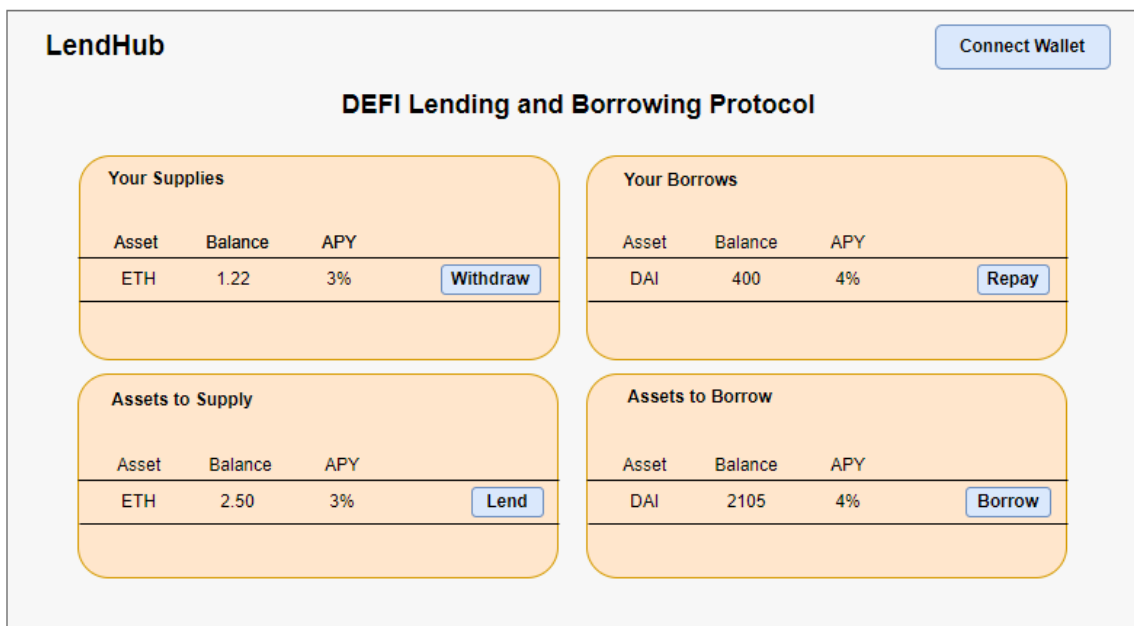 LendHub
Connect Wallet
DEFI Lending and Borrowing Protocol
Your Supplies
Asset Balance APY
ETH 1.22 3% Withdraw
Your Borrows
Asset Balance APY
DAI 400 4% Repay
Assets to Supply
Asset Balance APY
ETH 2.50 3% Lend
Assets to Borrow
Asset Balance APY
DAI 2105 4% Borrow